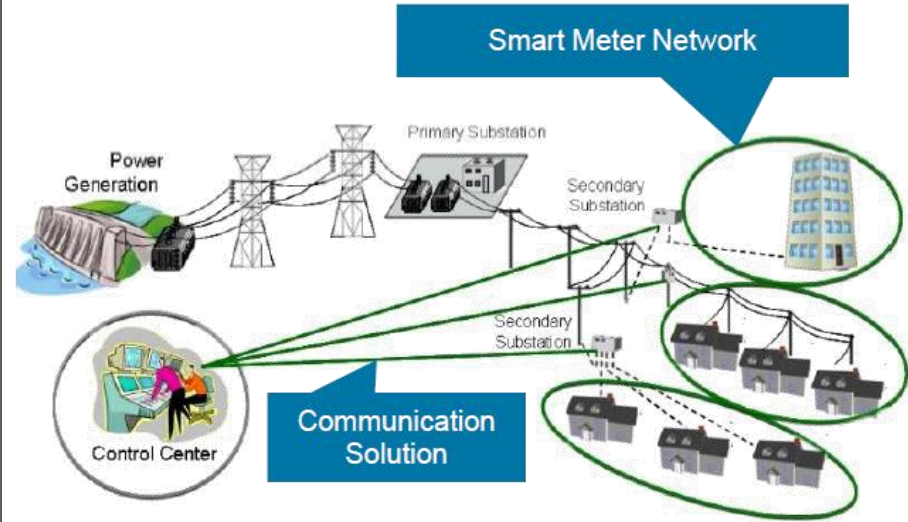 Smart Meter Network
Primary Substation
Power
Generation
Secondary
Substation
Secondary
Substation
Communication
Solution
Control Center